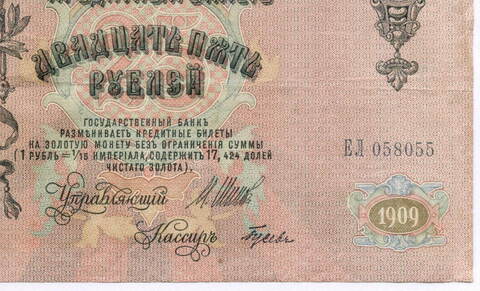 ДВАДЦАТЬ ПЯТЬ
РУБЛЕЙ
ГОСУДАРСТВЕННЫЙ БАНКЪ
РАЗМѢНИВАЕТЪ КРЕДИТНЫЕ БИЛЕТЫ
НА ЗОЛОТУЮ МОНЕТУ БЕЗЪ ОГРАНИЧЕНІЯ СУММЫ
(1 РУБЛЬ = 1/15 ИМПЕРІАЛА, СОДЕРЖИТЪ 17,424 ДОЛЕЙ
ЧИСТАГО ЗОЛОТА).
ЕЛ 058055
Управляющій
1909
Кассиръ